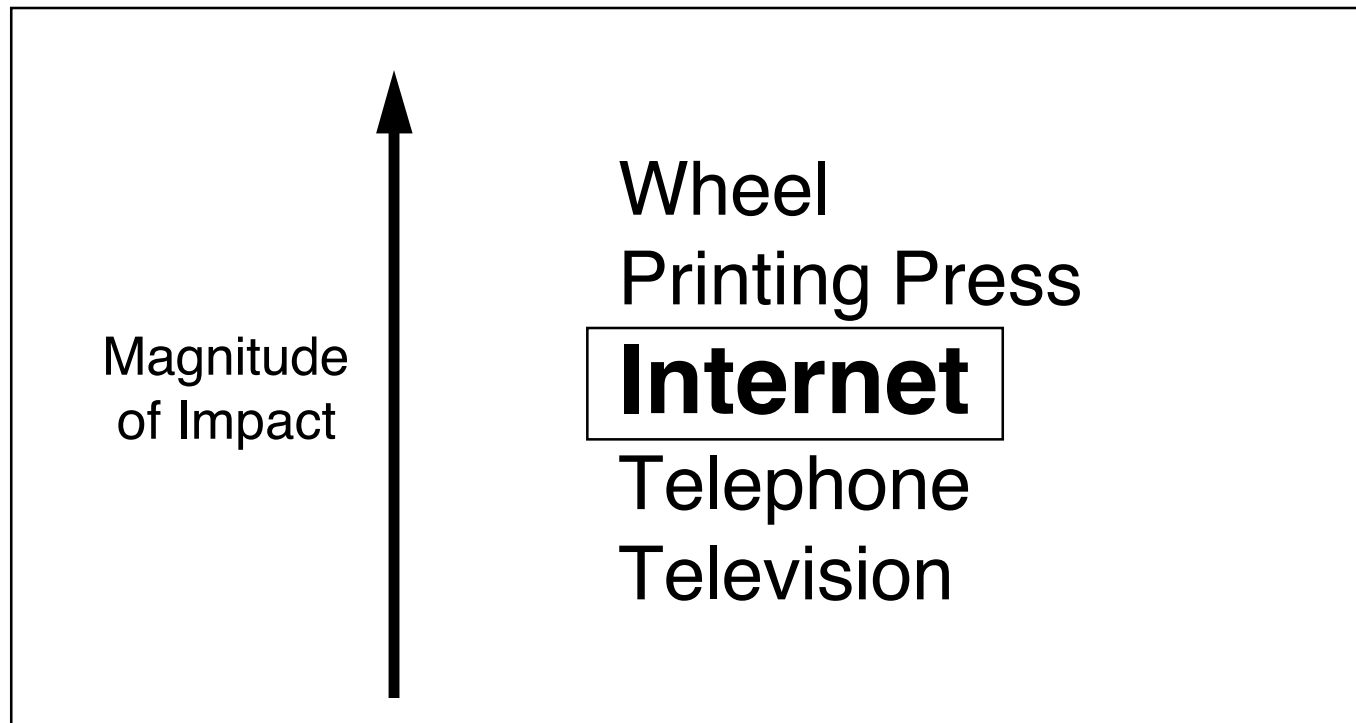 Wheel
Printing Press
Magnitude
of Impact
Internet
Telephone
Television